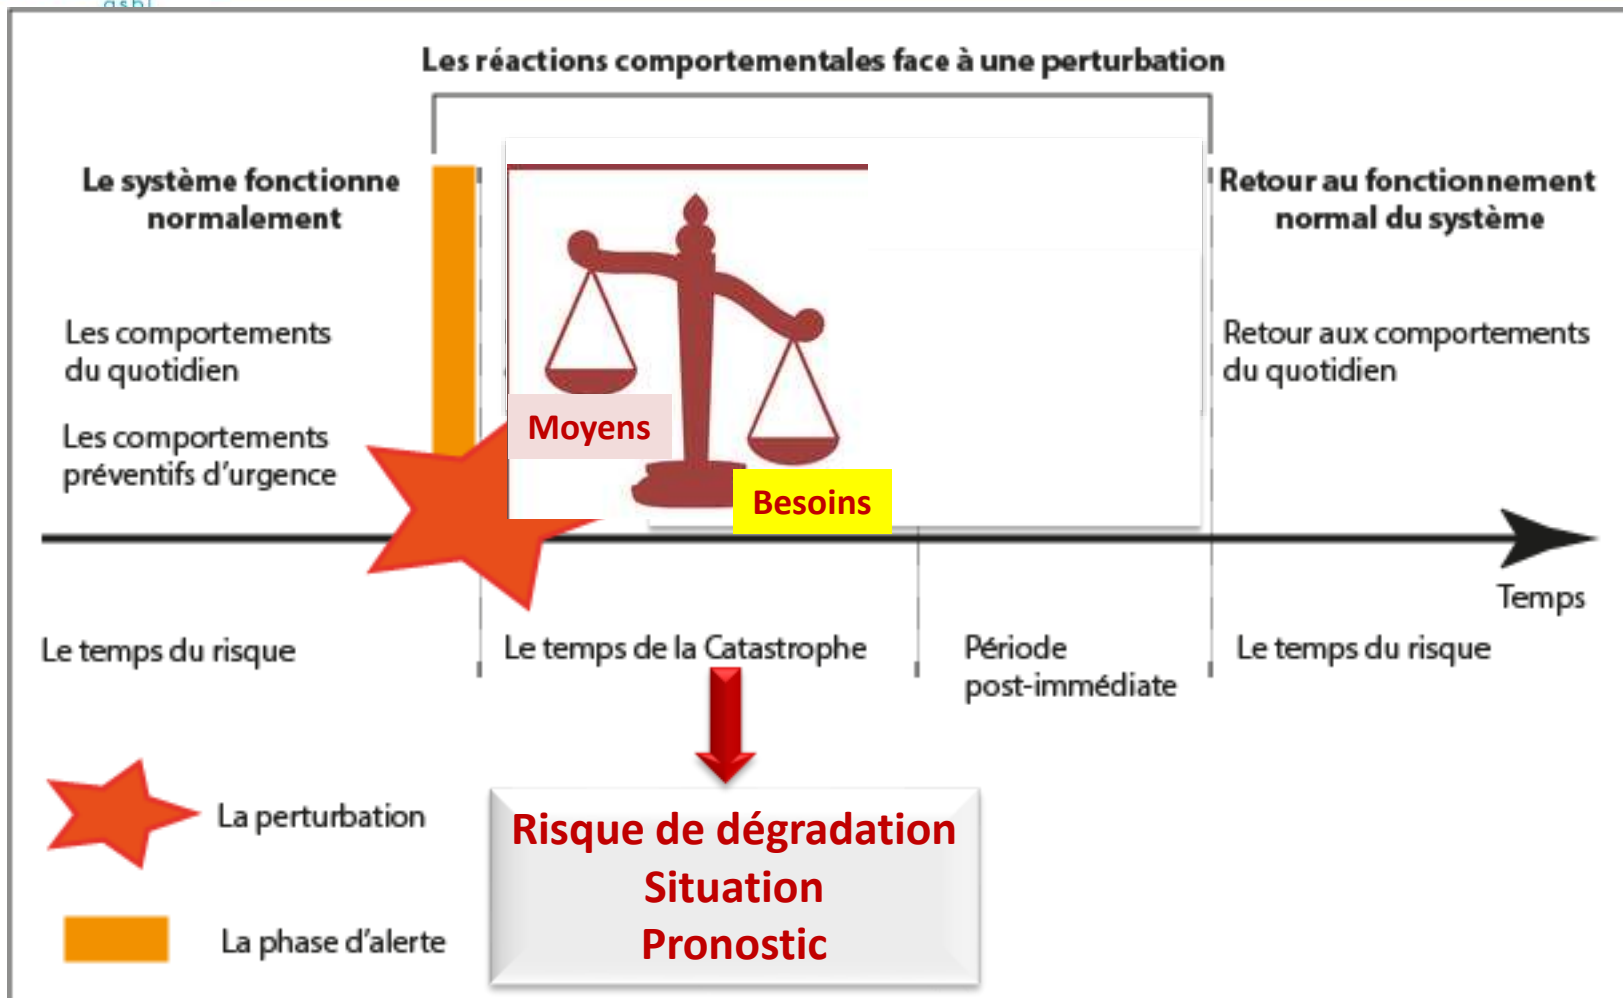 asbl
Les réactions comportementales face à une perturbation
Le système fonctionne
normalement
Retour au fonctionnement
normal du système
Les comportements
du quotidien
Retour aux comportements
du quotidien
Les comportements
préventifs d'urgence
Moyens
Besoins
Temps
Le temps du risque
Le temps de la Catastrophe
Période
post-immédiate
Le temps du risque
La perturbation
Risque de dégradation
Situation
Pronostic
La phase d'alerte